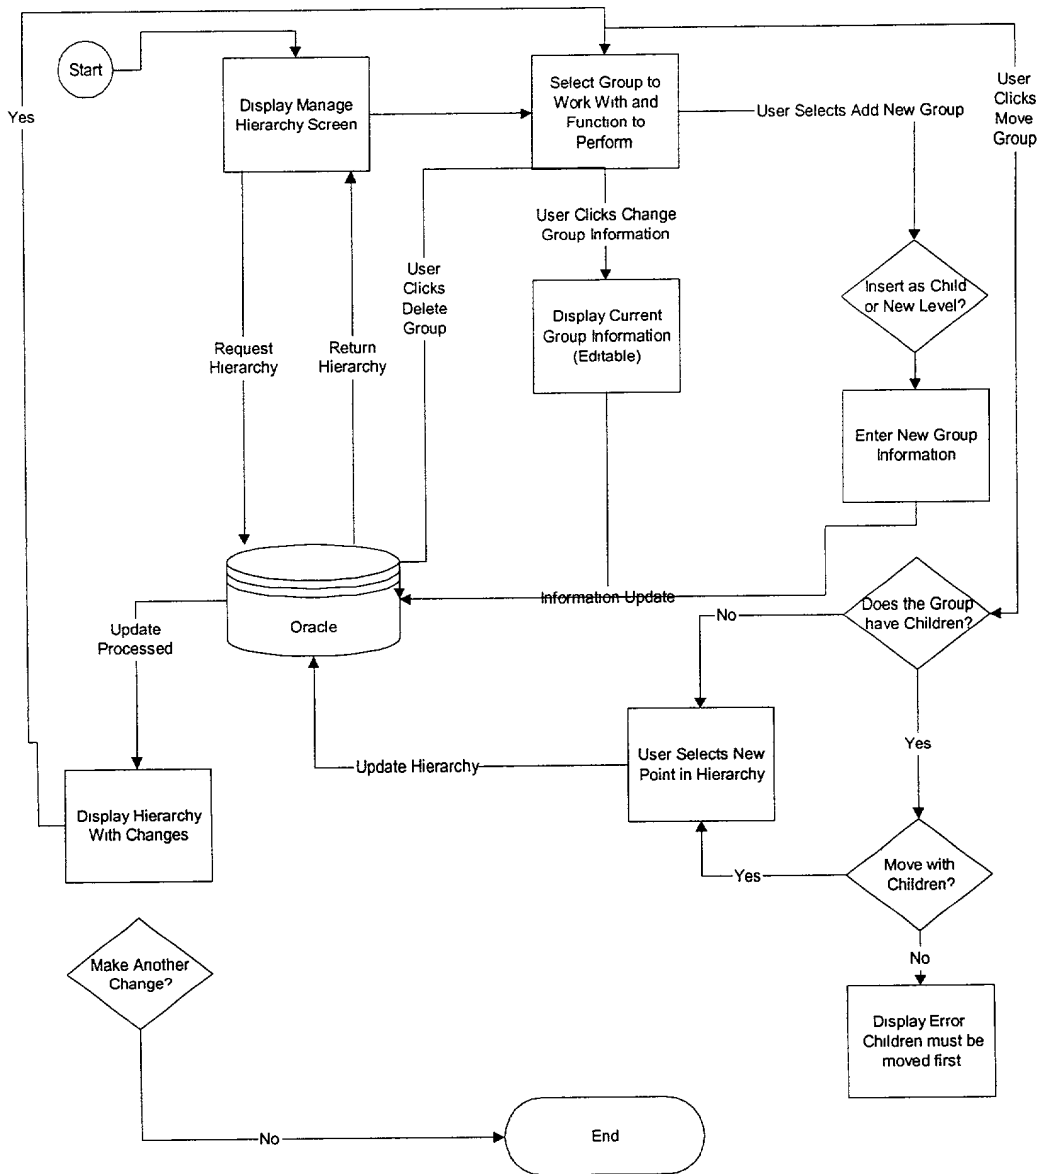 Start
Yes
Display Manage
Hierarchy Screen
Select Group to
Work With and
Function to
Perform
User Selects Add New Group
User
Clicks
Move
Group
User Clicks Change
Group Information
User
Clicks
Delete
Group
Insert as Child
or New Level?
Display Current
Group Information
(Editable)
Request
Hierarchy
Return
Hierarchy
Enter New Group
Information
Information Update
Oracle
Does the Group
have Children?
No
Update
Processed
Yes
User Selects New
Point in Hierarchy
Update Hierarchy
Display Hierarchy
With Changes
Move with
Children?
Yes
No
Make Another
Change?
Display Error
Children must be
moved first
No
End